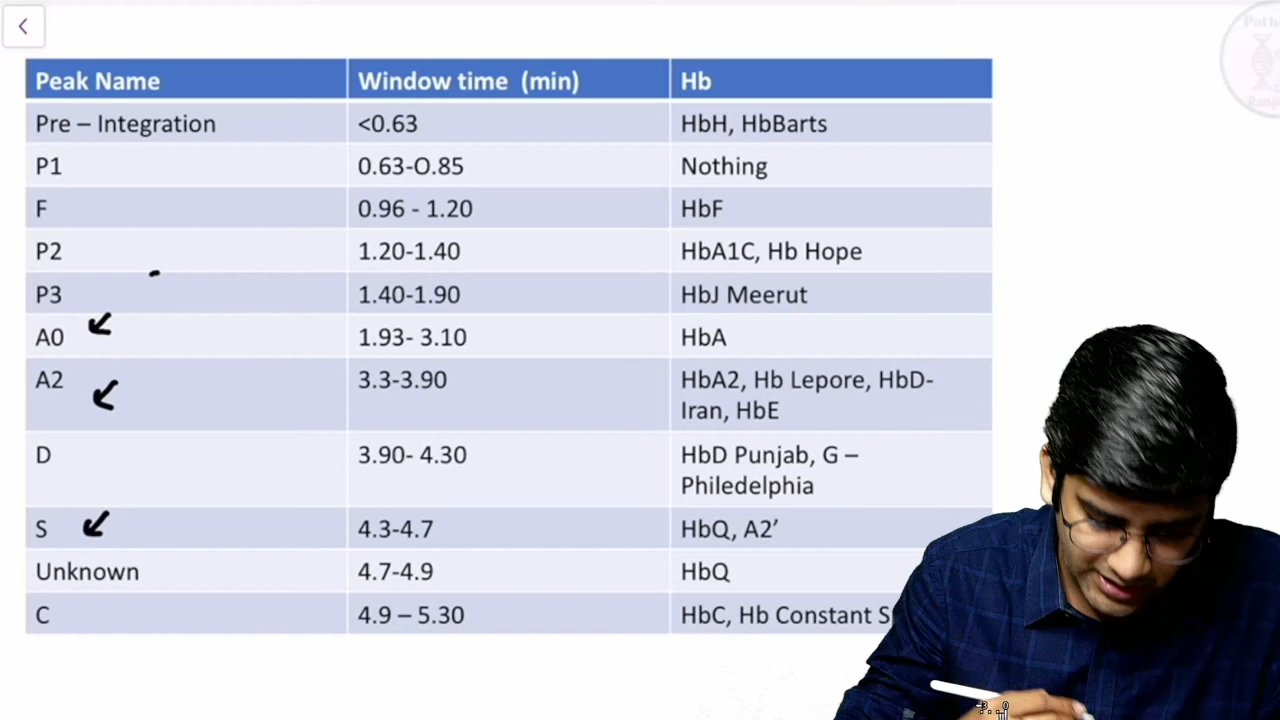 Peak Name Window time (min) Hb
Pre – Integration <0.63 HbH, HbBarts
P1 0.63-O.85 Nothing
F 0.96 - 1.20 HbF
P2 1.20-1.40 HbA1C, Hb Hope
P3 1.40-1.90 HbJ Meerut
A0 1.93- 3.10 HbA
A2 3.3-3.90 HbA2, Hb Lepore, HbD-
Iran, HbE
D 3.90- 4.30 HbD Punjab, G –
Philedelphia
S 4.3-4.7 HbQ, A2’
Unknown 4.7-4.9 HbQ
C 4.9 – 5.30 HbC, Hb Constant